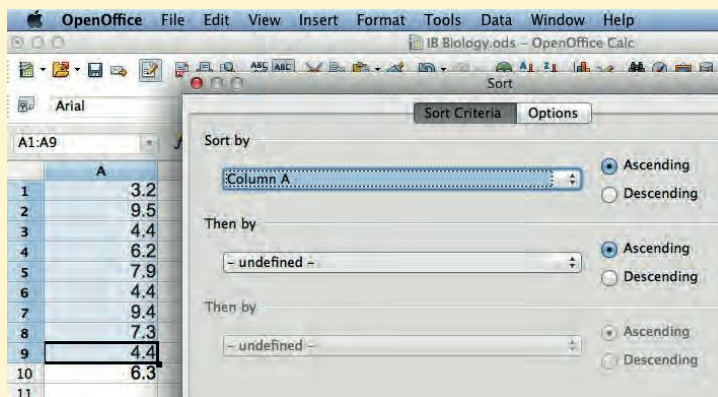 OpenOffice File Edit View Insert Format Tools Data Window Help
IB Biology.ods - OpenOffice Calc
ABC ABC
Sort
Arial
Sort Criteria Options
A1:A9
Sort by
Column A
Ascending
Descending
A
1 3.2
2 9.5
3 4.4
4 6.2
5 7.9
6 4.4
7 9.4
8 7.3
9 4.4
10 6.3
11
Then by
- undefined -
Ascending
Descending
Then by
- undefined -
Ascending
Descending